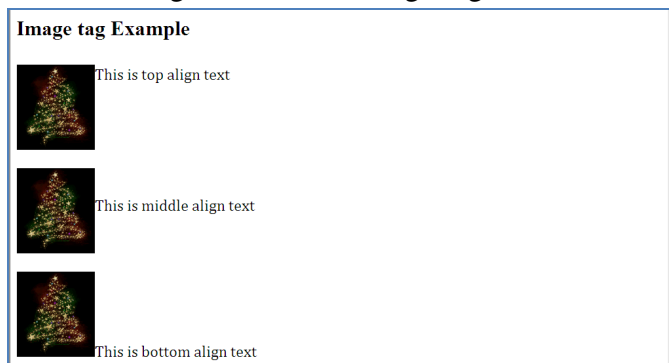 Image tag Example
This is top align text
This is middle align text
This is bottom align text